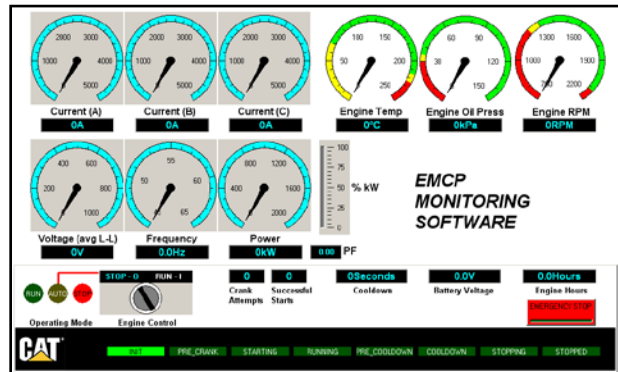 2000 3000
1000 4000
5000
Current (A)
0A
2000 3000
1000 4000
5000
Current (B)
0A
2000 3000
1000 4000
5000
Current (C)
0A
100 150
50 200
250
Engine Temp
0°C
60 90
30 120
150
Engine Oil Press
0kPa
1300 1600
1000 1900
700 2200
Engine RPM
0RPM
400 600
200 800
1000
Voltage (avg L-L)
0V
55
50 60
45 65
Frequency
0.0Hz
800 1200
400 1600
2000
Power
0kW
100
75
50
25
0
% kW
0.00 PF
EMCP
MONITORING
SOFTWARE
RUN AUTO STOP
Operating Mode
STOP - O RUN - I
Engine Control
0
Crank
Attempts
0
Successful
Starts
0Seconds
Cooldown
0.0V
Battery Voltage
0.0Hours
Engine Hours
EMERGENCY STOP
CAT
INIT PRE_CRANK STARTING RUNNING PRE_COOLDOWN COOLDOWN STOPPING STOPPED